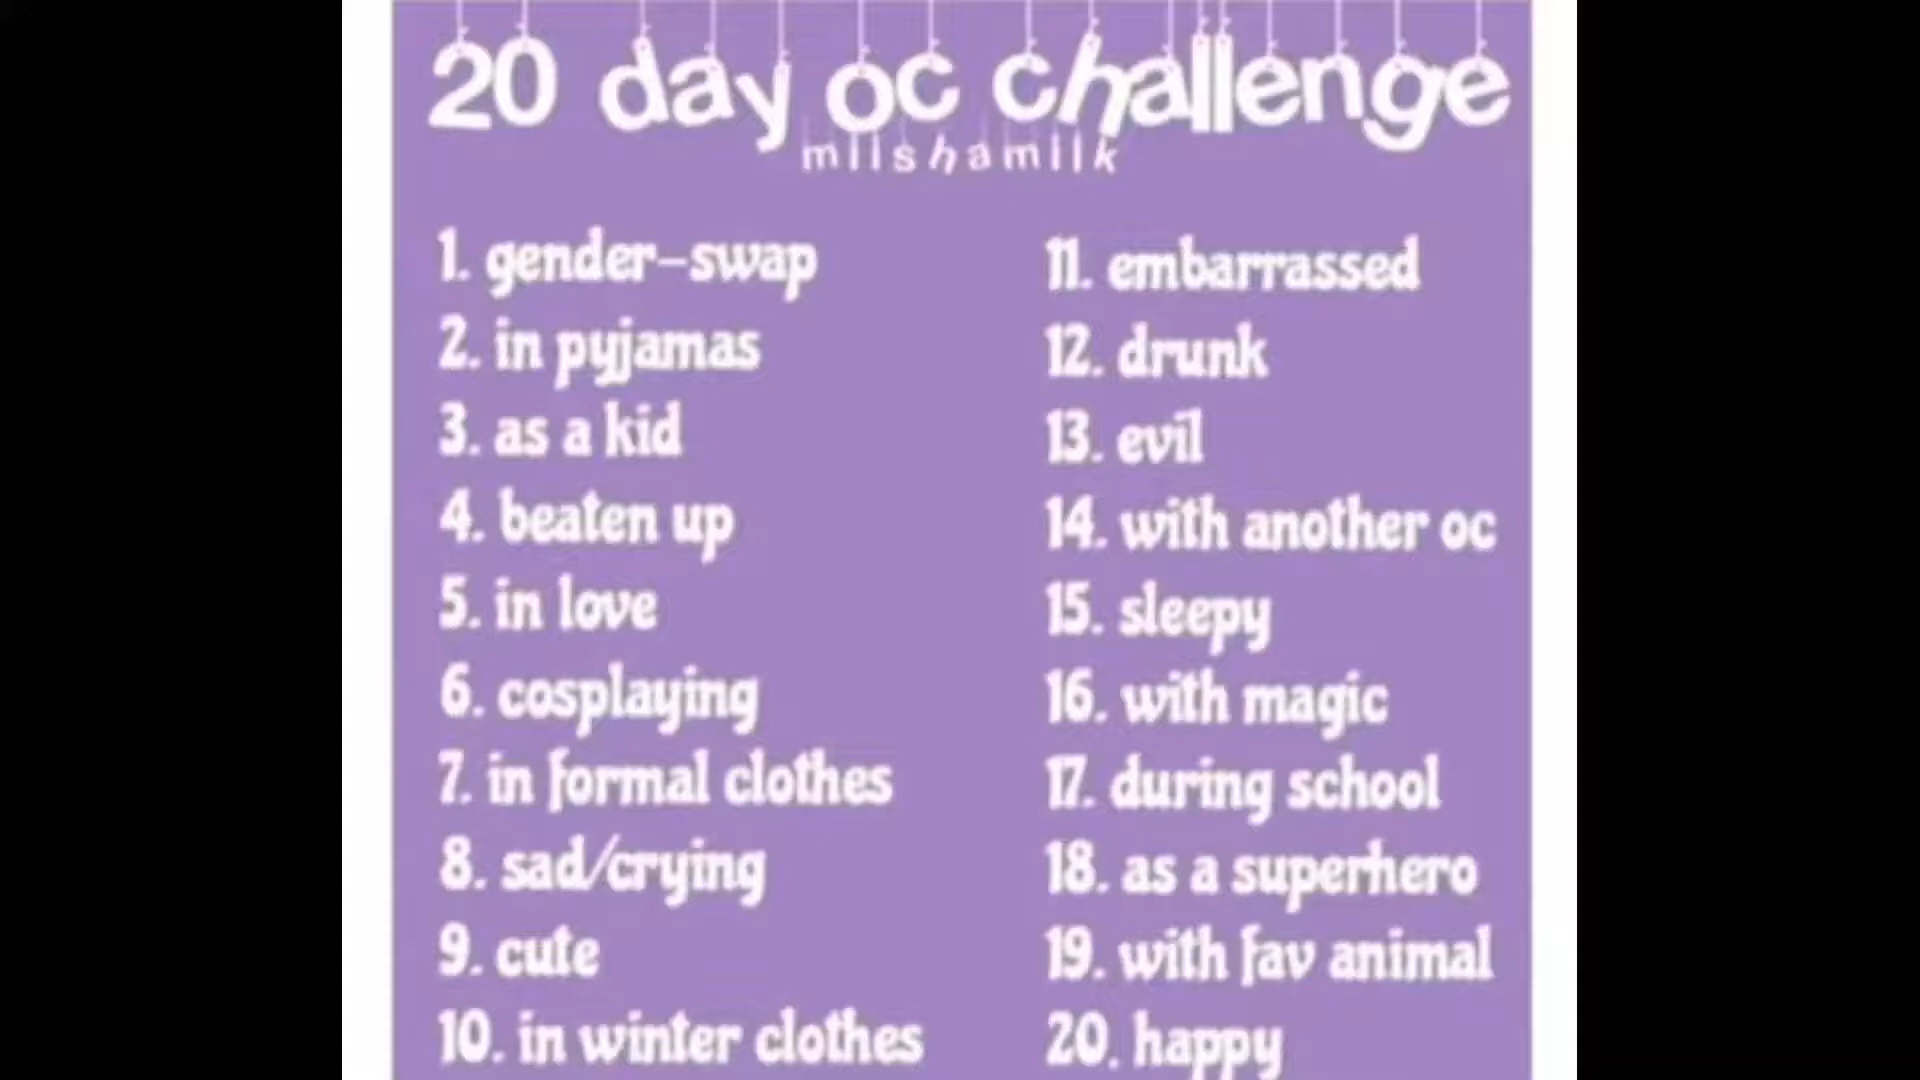 20 day oc challenge
miishamiik
1. gender-swap
2. in pyjamas
3. as a kid
4. beaten up
5. in love
6. cosplaying
7. in formal clothes
8. sad/crying
9. cute
10. in winter clothes
11. embarrassed
12. drunk
13. evil
14. with another oc
15. sleepy
16. with magic
17. during school
18. as a superhero
19. with fav animal
20. happy